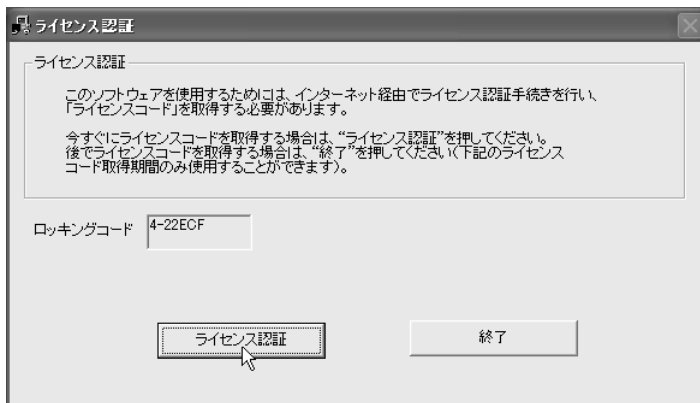 ライセンス認証
ライセンス認証
このソフトウェアを使用するためには、インターネット経由でライセンス認証手続きを行い、
「ライセンスコード」を取得する必要があります。
今すぐにライセンスコードを取得する場合は、“ライセンス認証”を押してください。
後でライセンスコードを取得する場合は、“終了”を押してください(下記のライセンス
コード取得期間のみ使用することができます)。
ロッキングコード 4-22ECF
ライセンス認証 終了